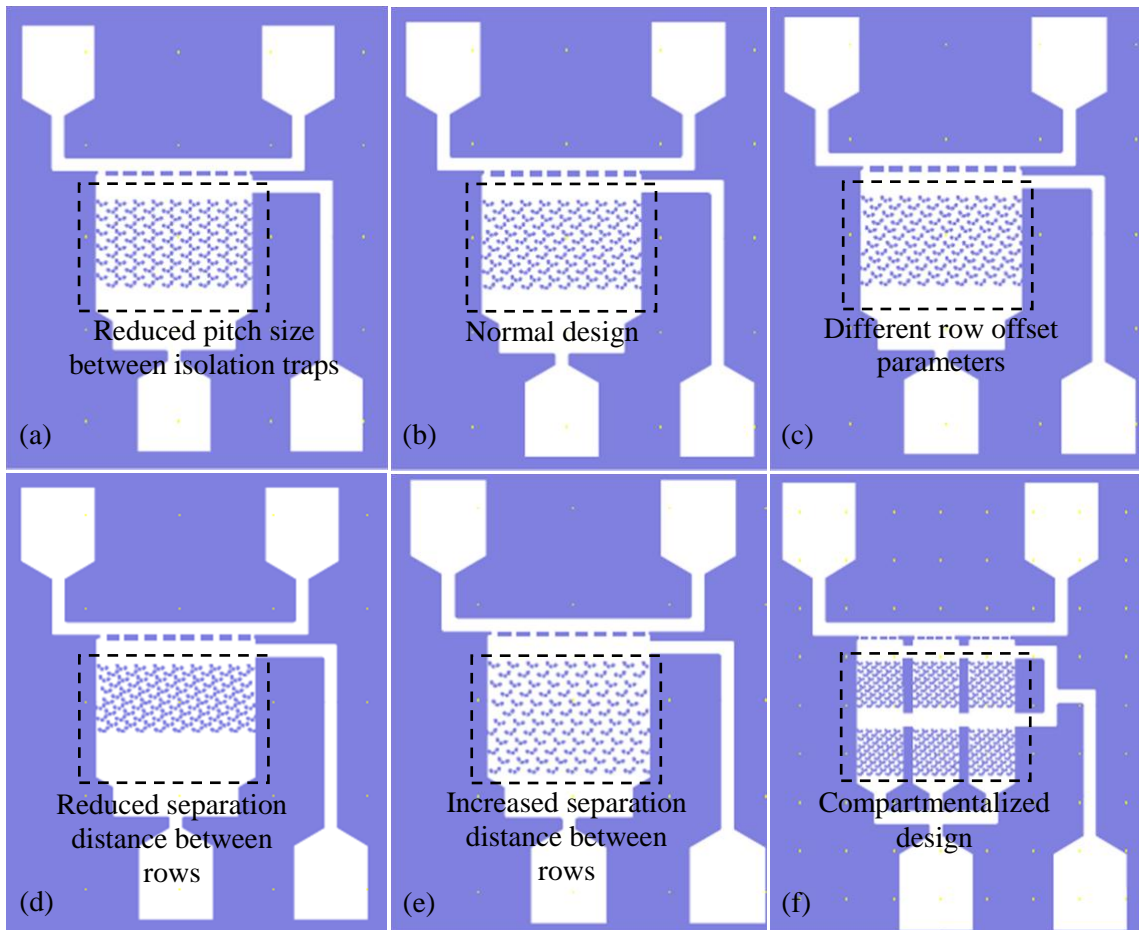 Reduced pitch size
between isolation traps
(a)
Normal design
(b)
Different row offset
parameters
(c)
Reduced separation
distance between
rows
(d)
Increased separation
distance between
rows
(e)
Compartmentalized
design
(f)